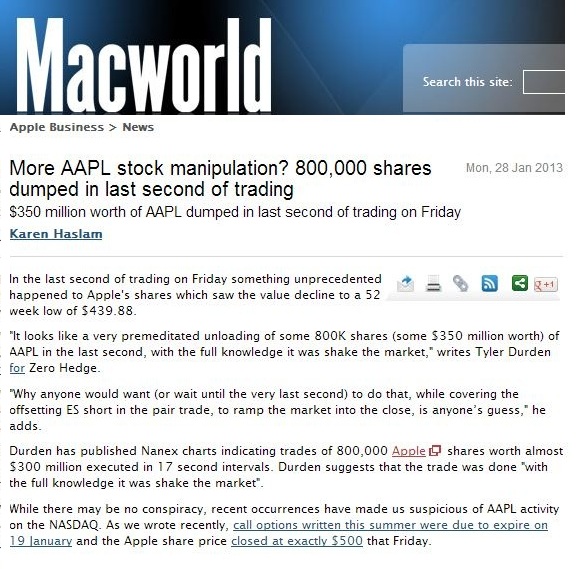 Macworld
Search this site:
Apple Business > News
More AAPL stock manipulation? 800,000 shares
dumped in last second of trading
Mon, 28 Jan 2013
$350 million worth of AAPL dumped in last second of trading on Friday
Karen Haslam
In the last second of trading on Friday something unprecedented
happened to Apple's shares which saw the value decline to a 52
week low of $439.88.
+1
"It looks like a very premeditated unloading of some 800K shares (some $350 million worth) of
AAPL in the last second, with the full knowledge it was shake the market," writes Tyler Durden
for Zero Hedge.
"Why anyone would want (or wait until the very last second) to do that, while covering the
offsetting ES short in the pair trade, to ramp the market into the close, is anyone's guess," he
adds.
Durden has published Nanex charts indicating trades of 800,000 Apple shares worth almost
$300 million executed in 17 second intervals. Durden suggests that the trade was done "with
the full knowledge it was shake the market".
While there may be no conspiracy, recent occurrences have made us suspicious of AAPL activity
on the NASDAQ. As we wrote recently, call options written this summer were due to expire on
19 January and the Apple share price closed at exactly $500 that Friday.